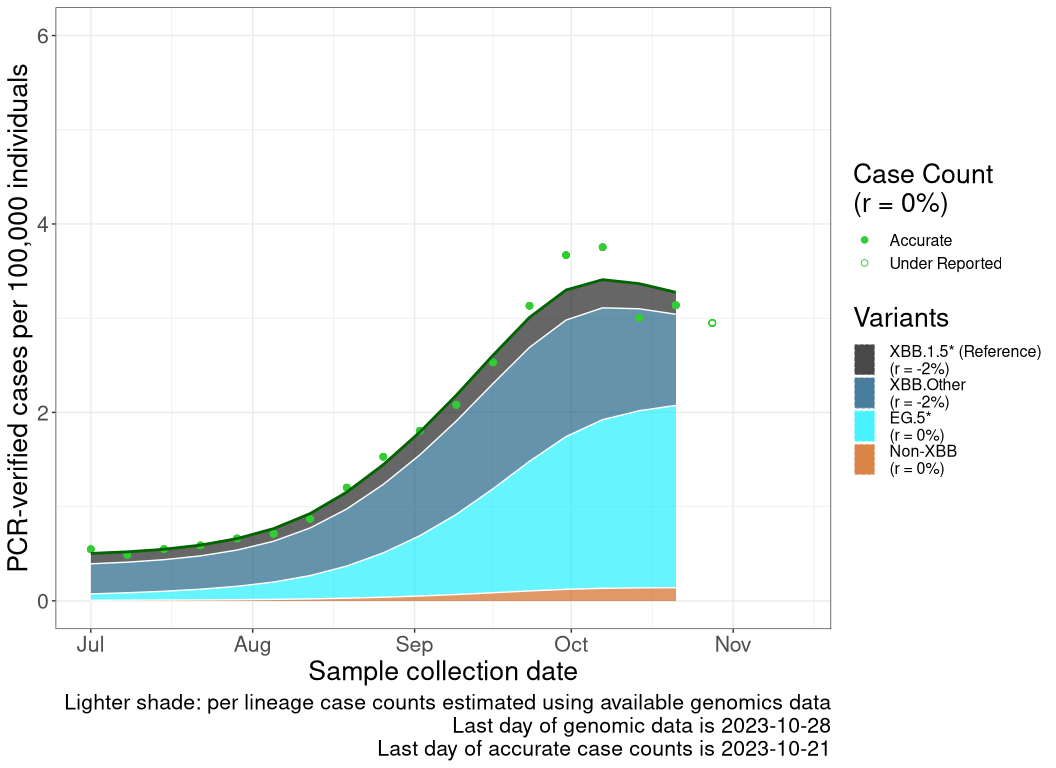 PCR-verified cases per 100,000 individuals
6
4
2
0
Jul Aug Sep Oct Nov
Sample collection date
Lighter shade: per lineage case counts estimated using available genomics data
Last day of genomic data is 2023-10-28
Last day of accurate case counts is 2023-10-21
Case Count
(r = 0%)
Accurate
Under Reported
Variants
XBB.1.5* (Reference)
(r = -2%)
XBB.Other
(r = -2%)
EG.5*
(r = 0%)
Non-XBB
(r = 0%)